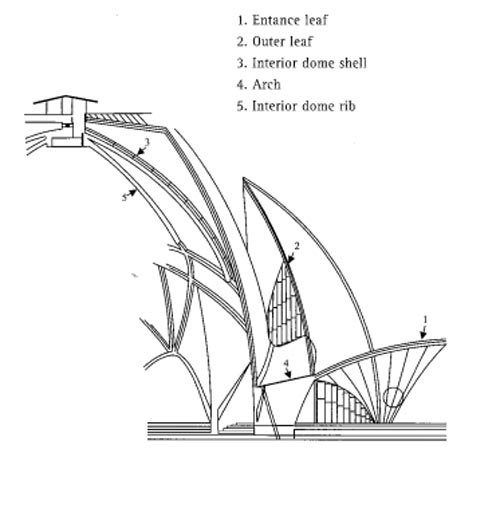 1. Entance leaf
2. Outer leaf
3. Interior dome shell
4. Arch
5. Interior dome rib
3
5
2
1
4